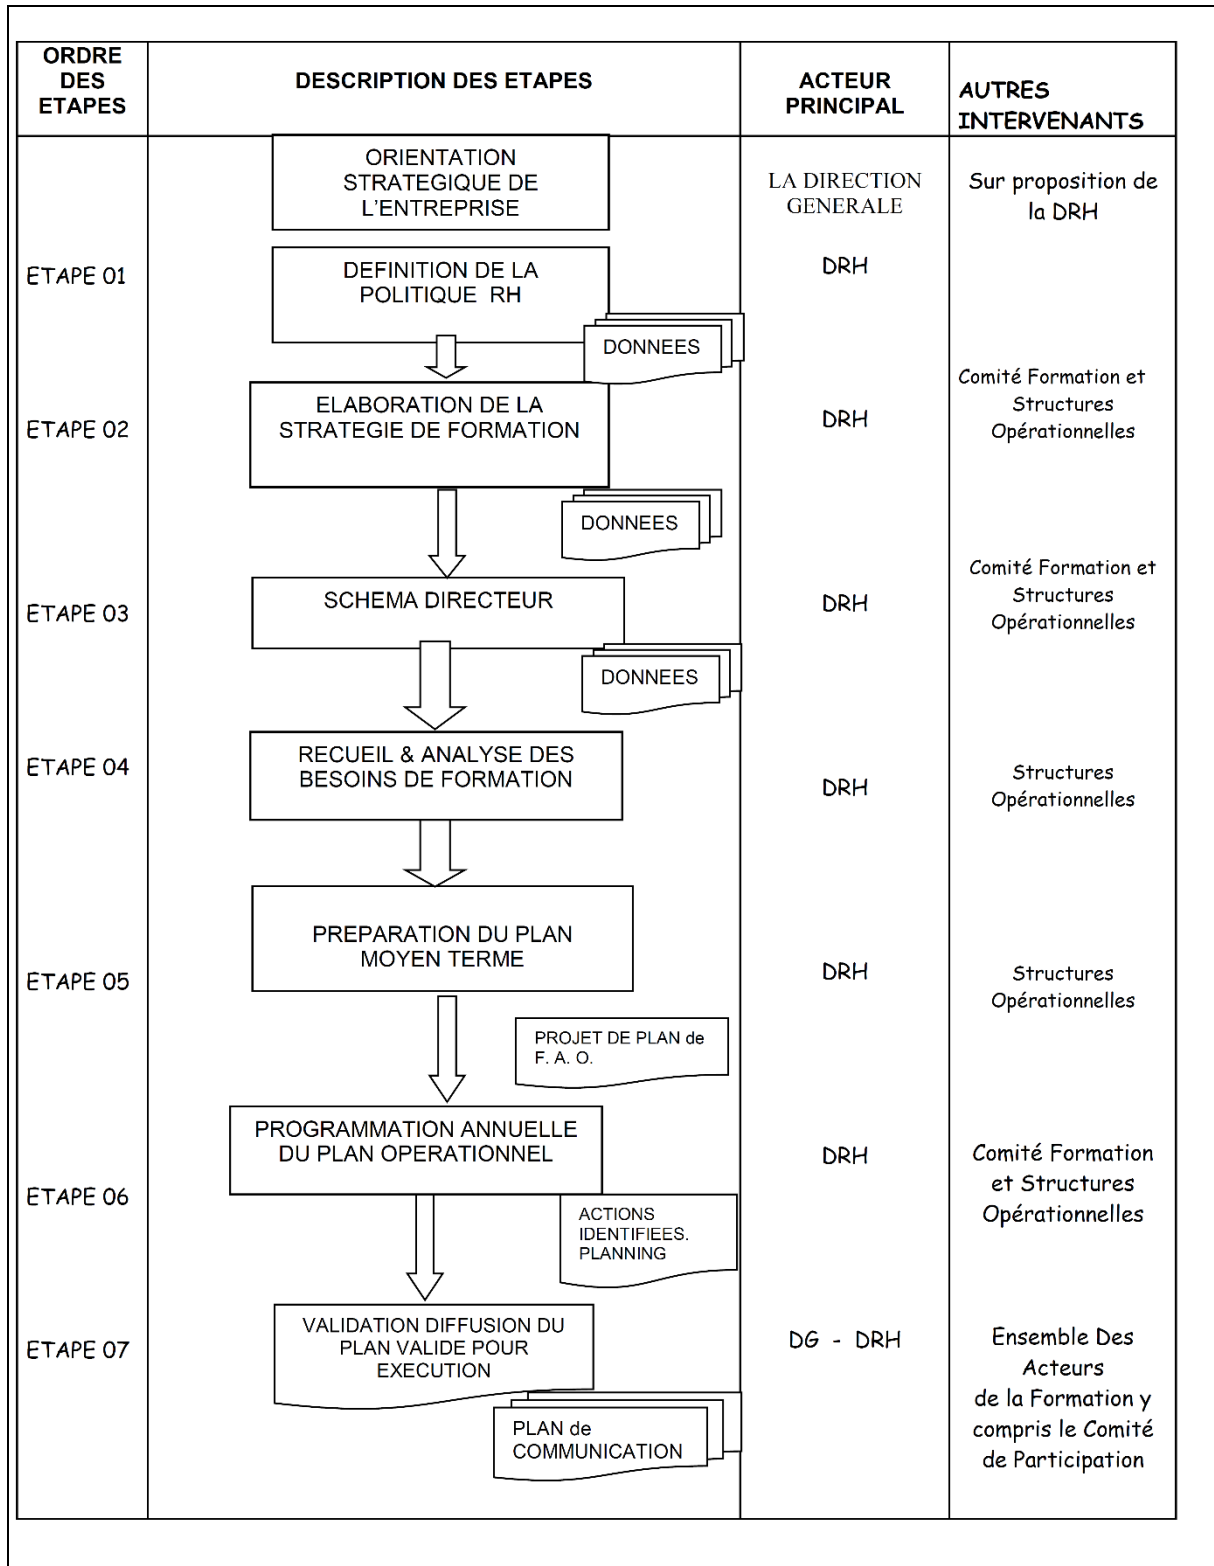 ORDRE
DES
ETAPES
DESCRIPTION DES ETAPES
ACTEUR
PRINCIPAL
AUTRES
INTERVENANTS
ORIENTATION
STRATEGIQUE DE
L'ENTREPRISE
LA DIRECTION
GENERALE
Sur proposition de
la DRH
ETAPE 01
DEFINITION DE LA
POLITIQUE RH
DRH
DONNEES
ETAPE 02
ELABORATION DE LA
STRATEGIE DE FORMATION
DRH
Comité Formation et
Structures
Opérationnelles
DONNEES
ETAPE 03
SCHEMA DIRECTEUR
DRH
Comité Formation et
Structures
Opérationnelles
DONNEES
ETAPE 04
RECUEIL & ANALYSE DES
BESOINS DE FORMATION
DRH
Structures
Opérationnelles
ETAPE 05
PREPARATION DU PLAN
MOYEN TERME
DRH
Structures
Opérationnelles
PROJET DE PLAN de
F. A. O.
ETAPE 06
PROGRAMMATION ANNUELLE
DU PLAN OPERATIONNEL
DRH
Comité Formation
et Structures
Opérationnelles
ACTIONS
IDENTIFIEES.
PLANNING
ETAPE 07
VALIDATION DIFFUSION DU
PLAN VALIDE POUR
EXECUTION
DG - DRH
Ensemble Des
Acteurs
de la Formation y
compris le Comité
de Participation
PLAN de
COMMUNICATION